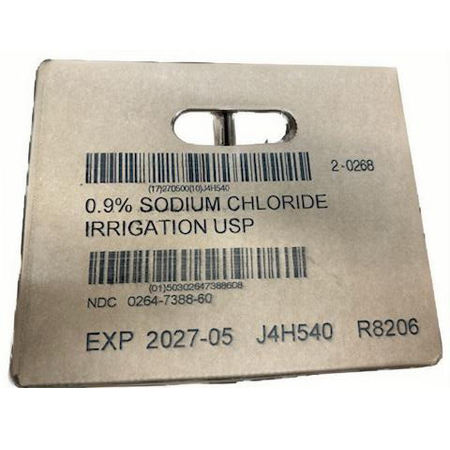 2-0268
(17)270500(10)J4H540
0.9% SODIUM CHLORIDE
IRRIGATION USP
(01)50302647388608
NDC 0264-7388-60
EXP 2027-05 J4H540 R8206